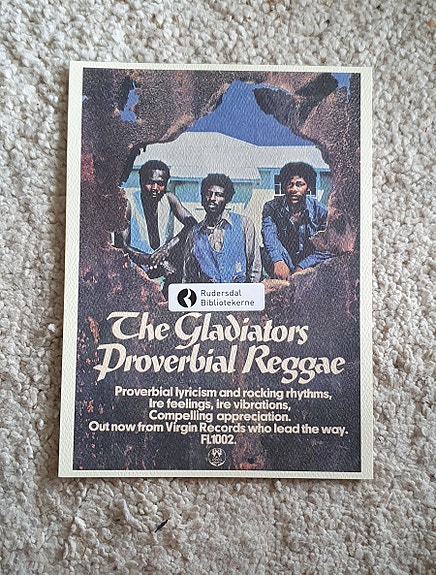 Rudersdal
Bibliotekerne
The Gladiators
Proverbial Reggae
Proverbial lyricism and rocking rhythms,
Ire feelings, ire vibrations,
Compelling appreciation.
Out now from Virgin Records who lead the way.
FL1002.